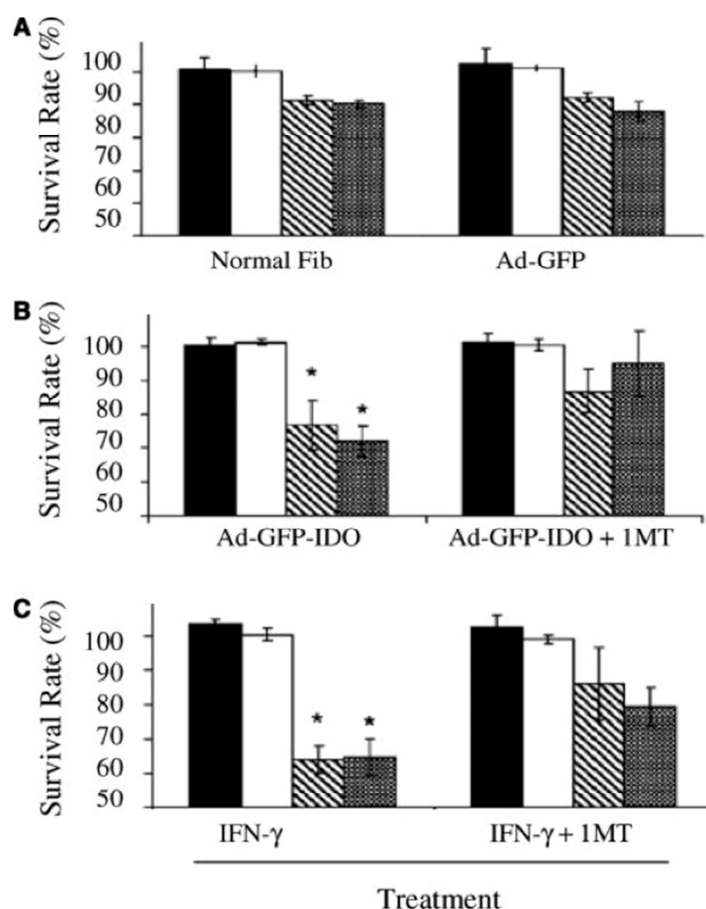 A
Survival Rate (%)
100
90
80
70
60
50
Normal Fib Ad-GFP
B
Survival Rate (%)
100
90
80
70
60
50
* *
Ad-GFP-IDO Ad-GFP-IDO + 1MT
C
Survival Rate (%)
100
90
80
70
60
50
* *
IFN-γ IFN-γ + 1MT
Treatment